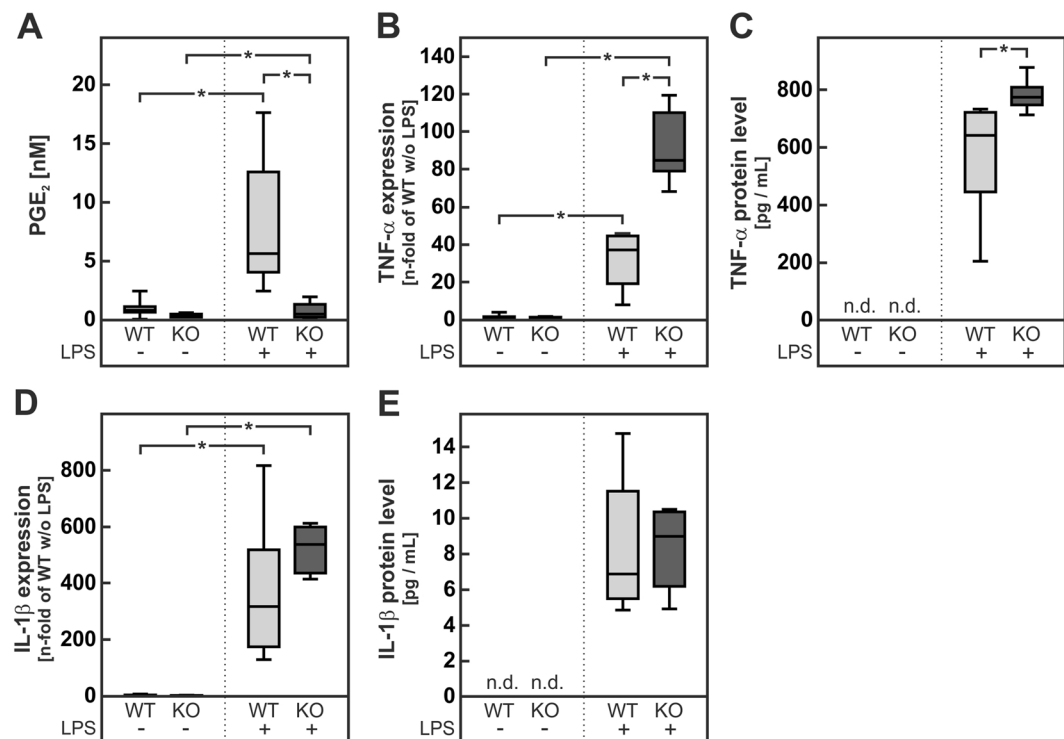 A
PGE₂ [nM]
20
15
10
5
0
*
*
*
WT KO WT KO
LPS - - + +
B
TNF-α expression
[n-fold of WT w/o LPS]
140
120
100
80
60
40
20
0
*
*
*
WT KO WT KO
LPS - - + +
C
TNF-α protein level
[pg / mL]
800
600
400
200
0
*
n.d. n.d.
WT KO WT KO
LPS - - + +
D
IL-1β expression
[n-fold of WT w/o LPS]
800
600
400
200
0
*
*
WT KO WT KO
LPS - - + +
E
IL-1β protein level
[pg / mL]
14
12
10
8
6
4
2
0
n.d. n.d.
WT KO WT KO
LPS - - + +